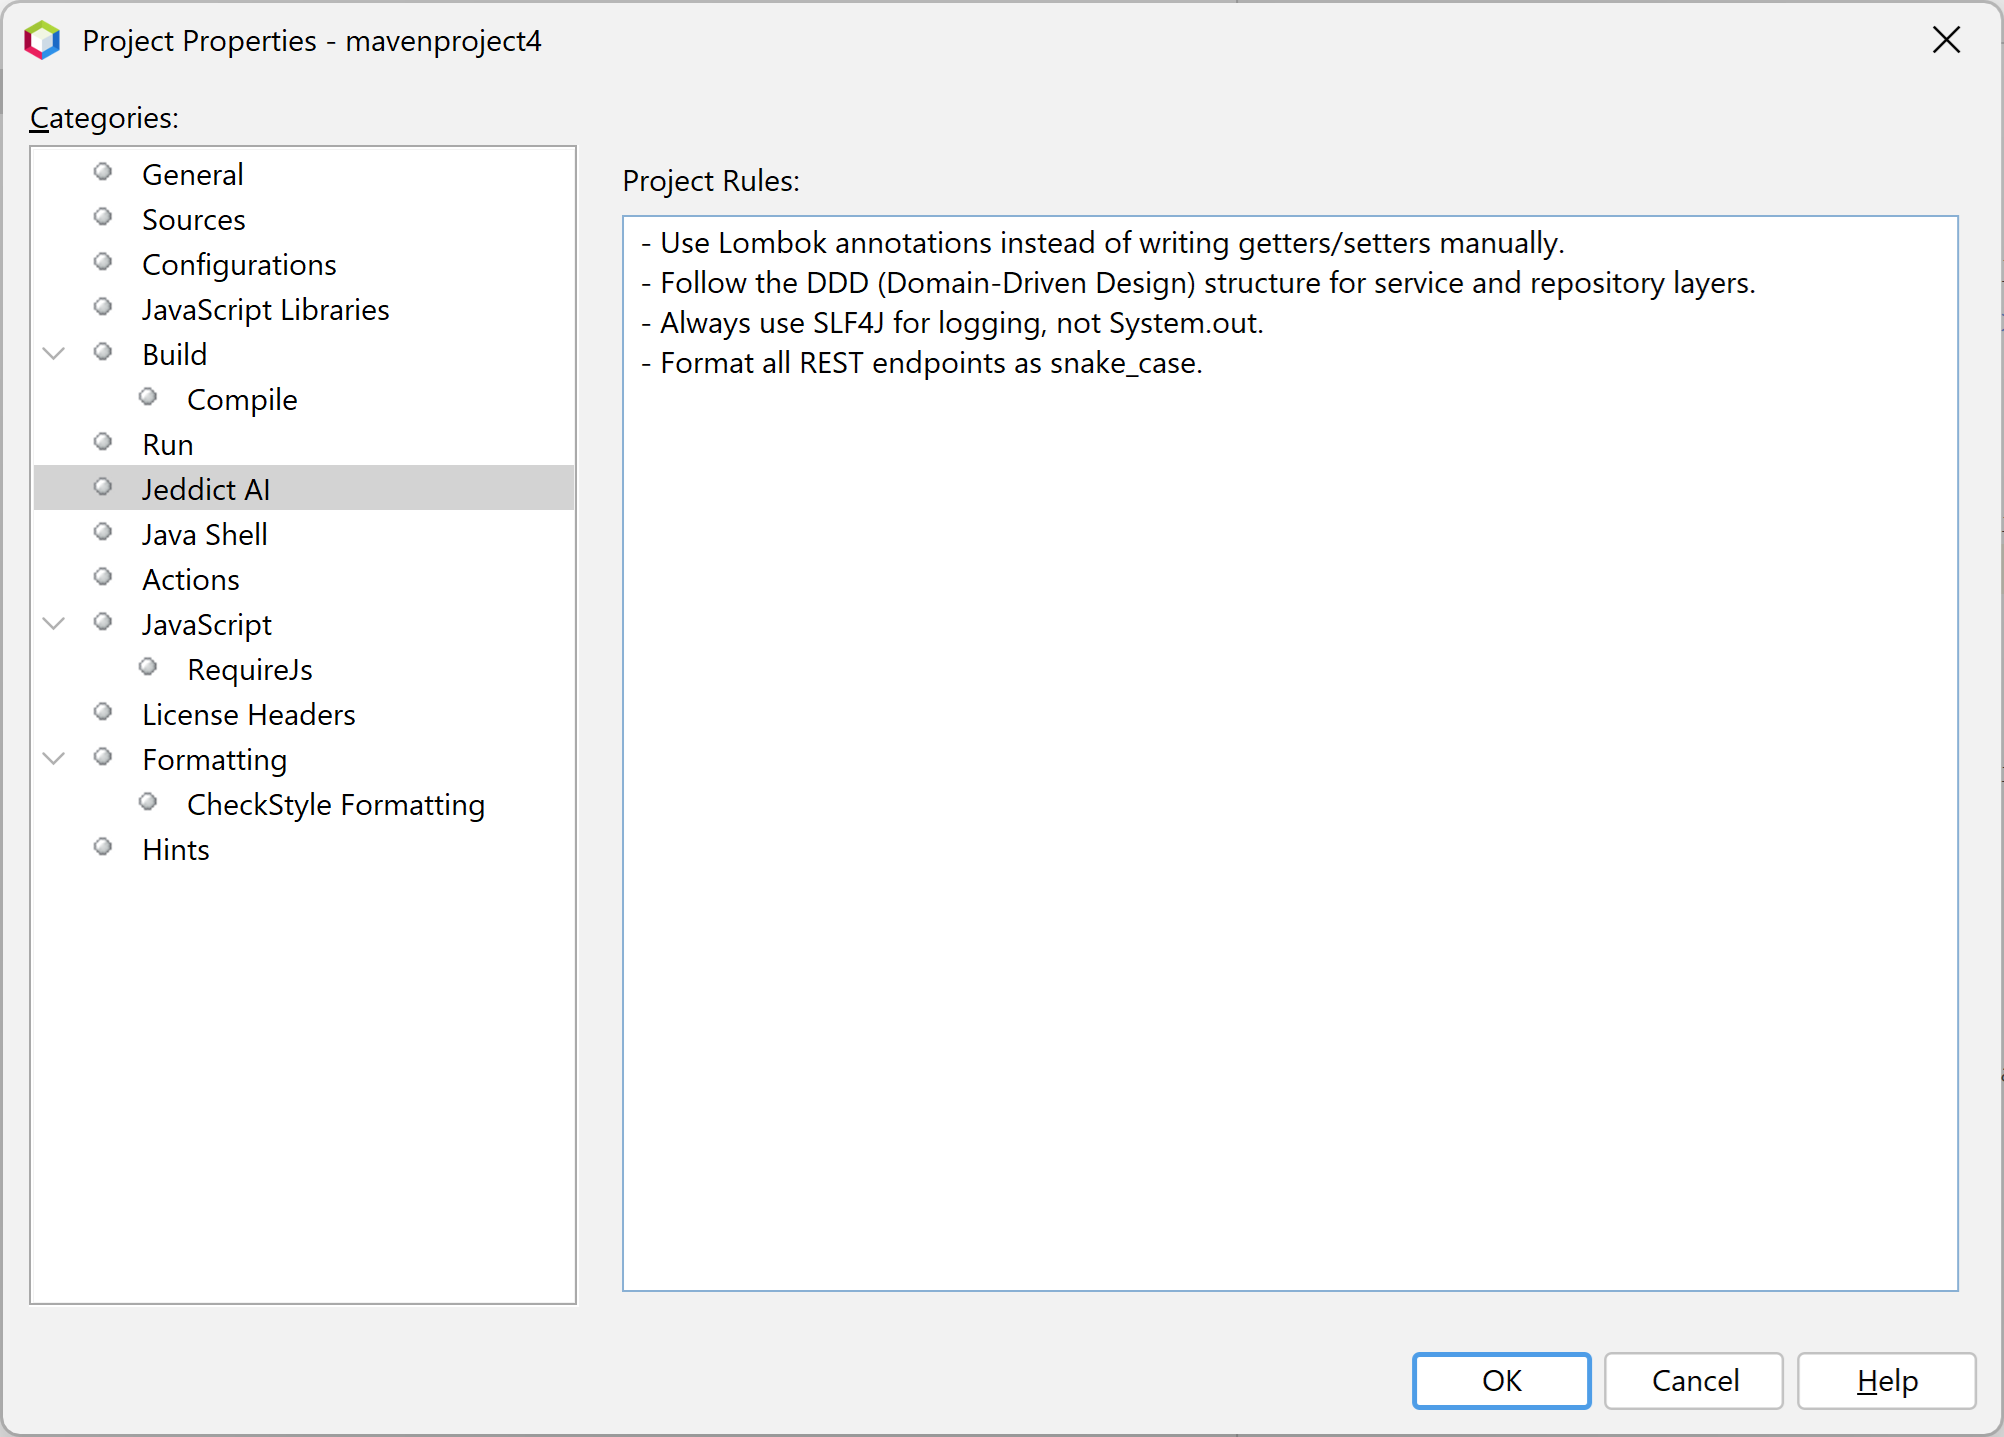 Project Properties - mavenproject4
Categories:
General
Sources
Configurations
JavaScript Libraries
Build
Compile
Run
Jeddict AI
Java Shell
Actions
JavaScript
RequireJs
License Headers
Formatting
CheckStyle Formatting
Hints
Project Rules:
- Use Lombok annotations instead of writing getters/setters manually.
- Follow the DDD (Domain-Driven Design) structure for service and repository layers.
- Always use SLF4J for logging, not System.out.
- Format all REST endpoints as snake_case.
OK
Cancel
Help